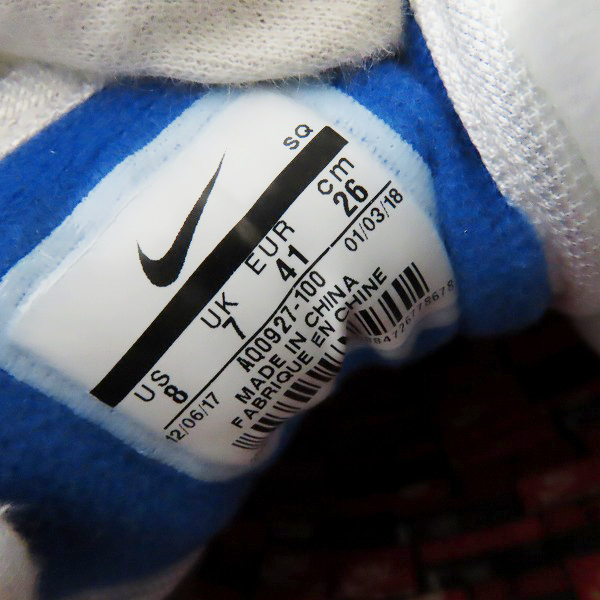 SQ
US UK EUR cm
8 7 41 26
12/06/17 AQ0927-100 01/03/18
MADE IN CHINA
FABRIQUE EN CHINE